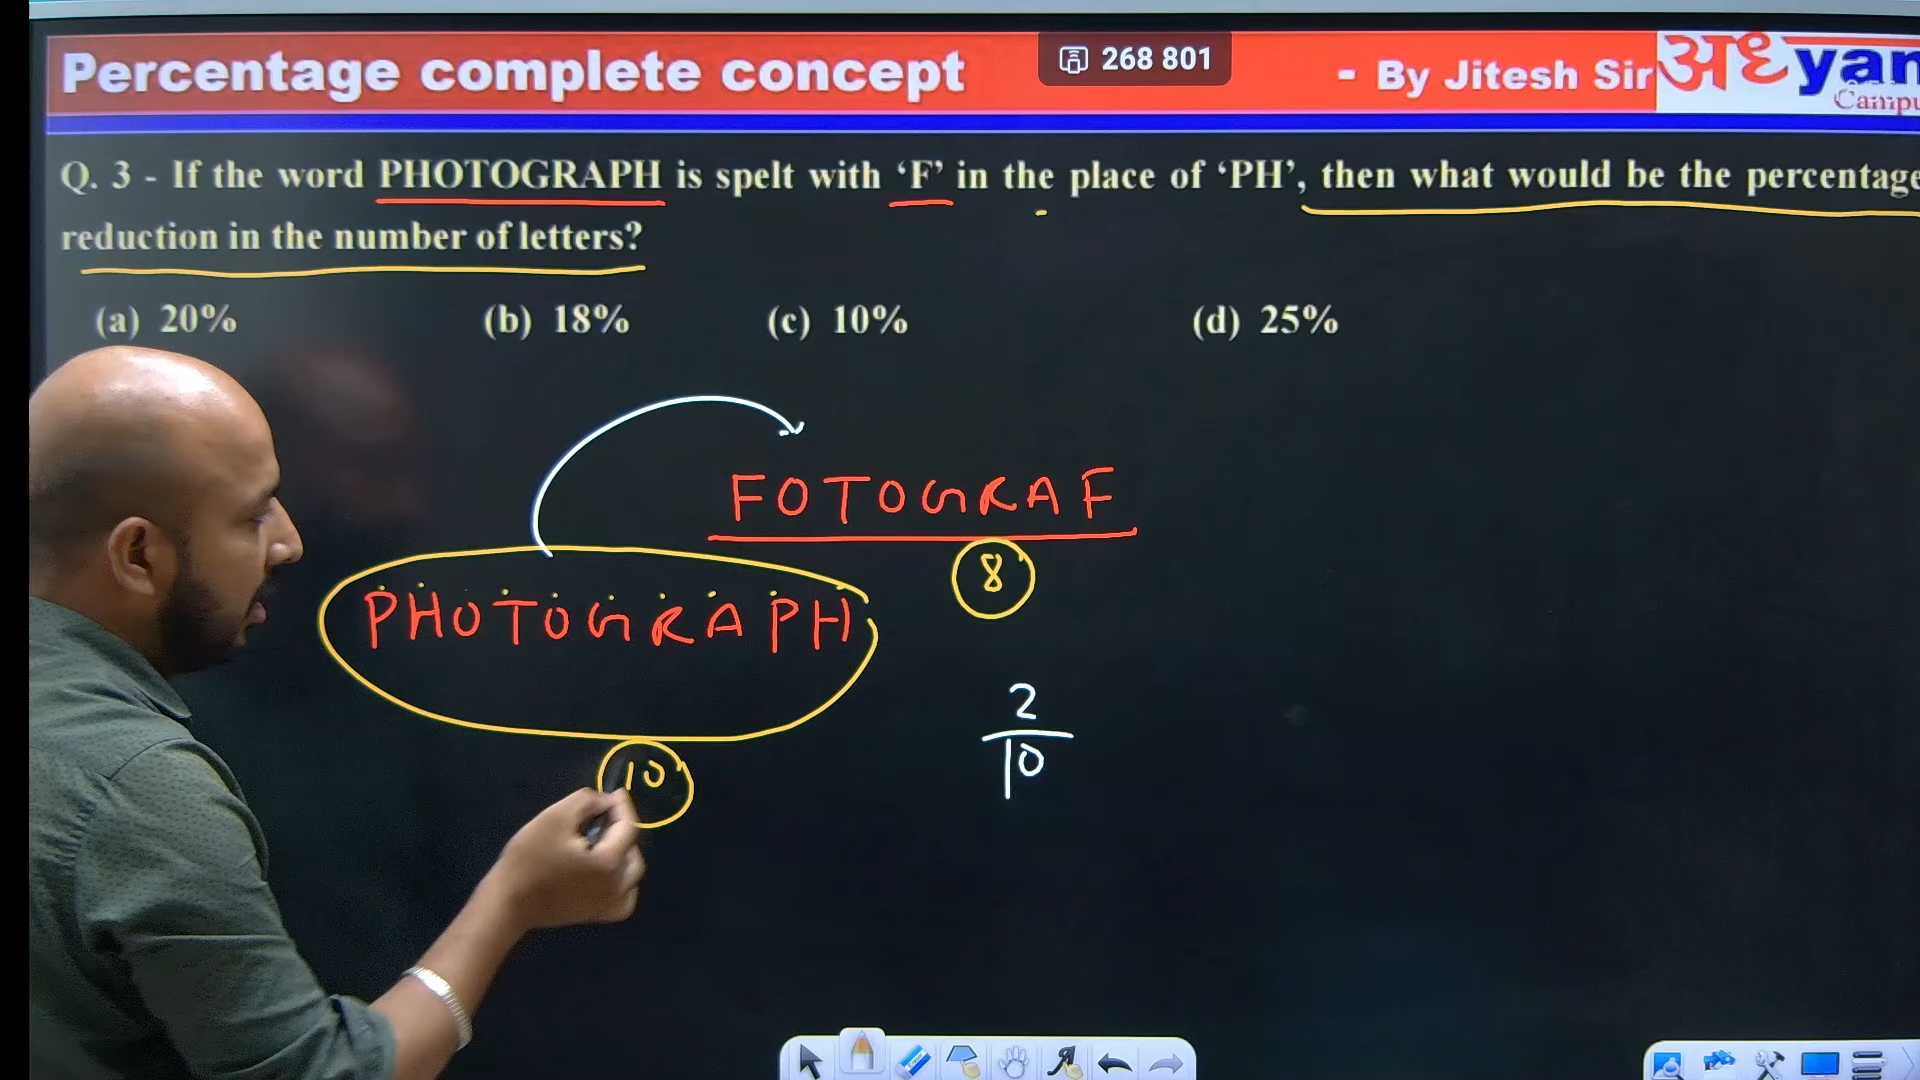 Percentage complete concept
268 801
- By Jitesh Sir
अध्yan
Campu
Q. 3 - If the word PHOTOGRAPH is spelt with ‘F’ in the place of ‘PH’, then what would be the percentage
reduction in the number of letters?
(a) 20% (b) 18% (c) 10% (d) 25%
FOTOGRAF
8
PHOTOGRAPH
10
2
10